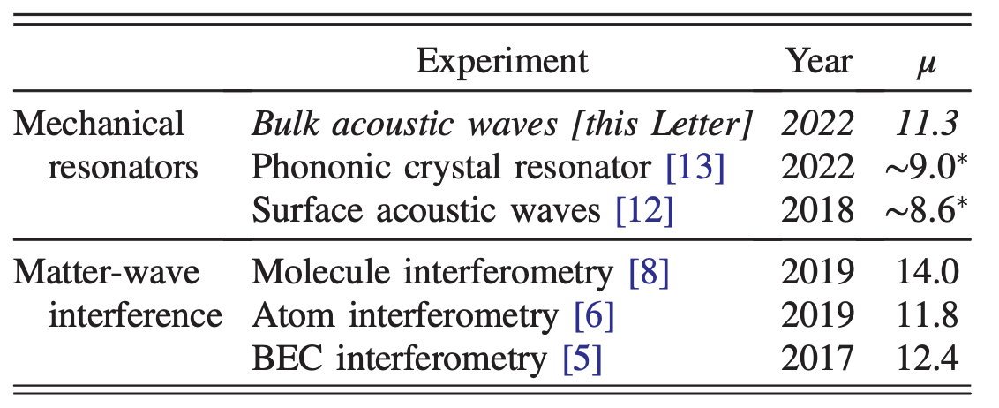 Experiment Year μ
Mechanical Bulk acoustic waves [this Letter] 2022 11.3
resonators Phononic crystal resonator [13] 2022 ~9.0*
Surface acoustic waves [12] 2018 ~8.6*
Matter-wave Molecule interferometry [8] 2019 14.0
interference Atom interferometry [6] 2019 11.8
BEC interferometry [5] 2017 12.4